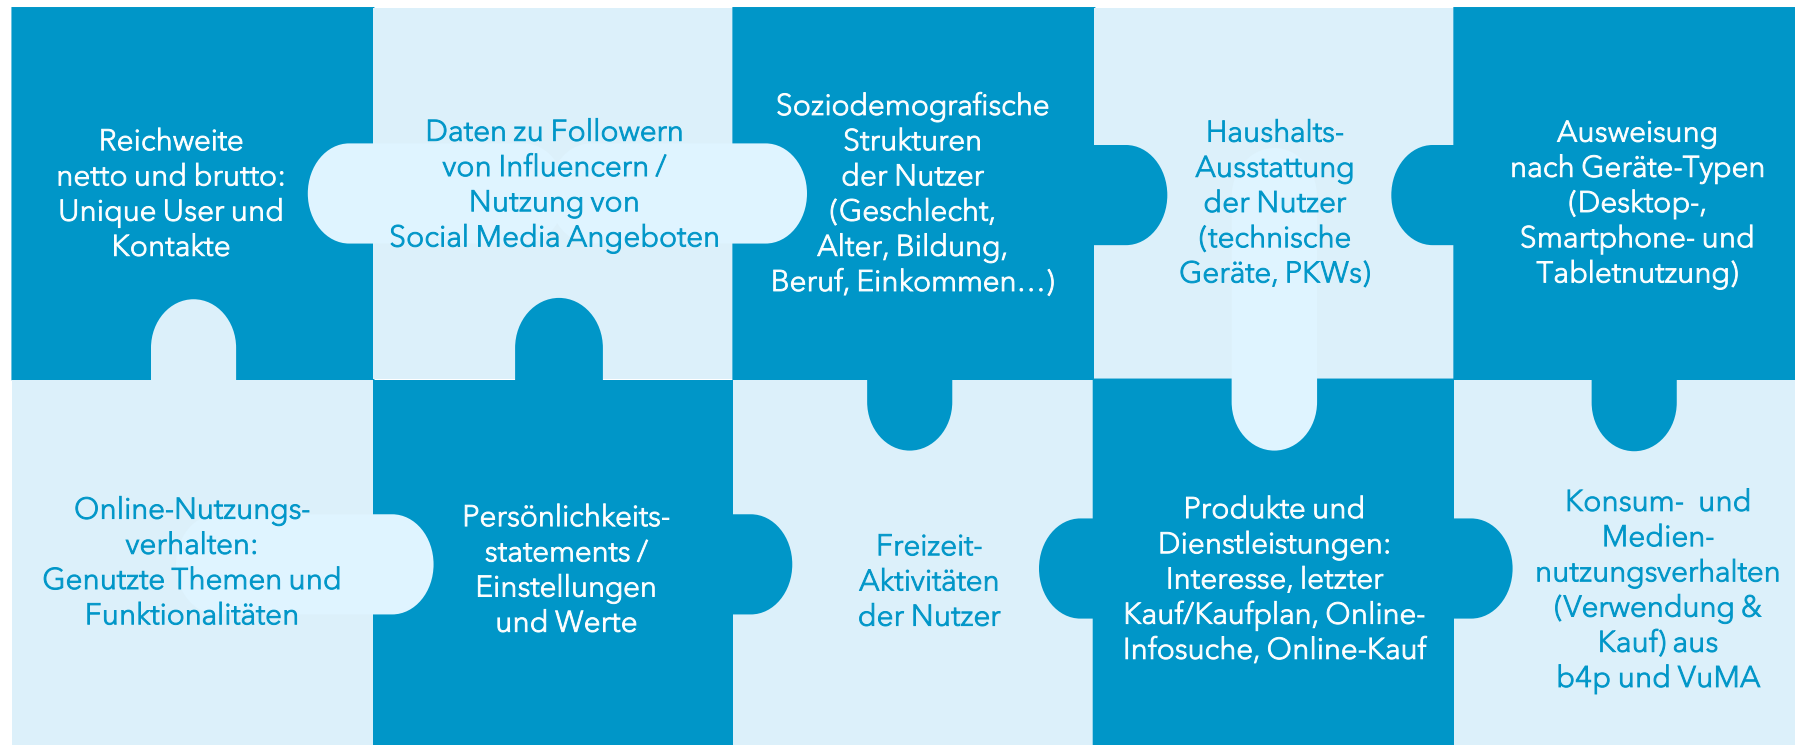 Reichweite
netto und brutto:
Unique User und
Kontakte
Daten zu Followern
von Influencern /
Nutzung von
Social Media Angeboten
Soziodemografische
Strukturen
der Nutzer
(Geschlecht,
Alter, Bildung,
Beruf, Einkommen…)
Haushalts-
Ausstattung
der Nutzer
(technische
Geräte, PKWs)
Ausweisung
nach Geräte-Typen
(Desktop-,
Smartphone- und
Tabletnutzung)
Online-Nutzungs-
verhalten:
Genutzte Themen und
Funktionalitäten
Persönlichkeits-
statements /
Einstellungen
und Werte
Freizeit-
Aktivitäten
der Nutzer
Produkte und
Dienstleistungen:
Interesse, letzter
Kauf/Kaufplan, Online-
Infosuche, Online-Kauf
Konsum- und
Medien-
nutzungsverhalten
(Verwendung &
Kauf) aus
b4p und VuMA